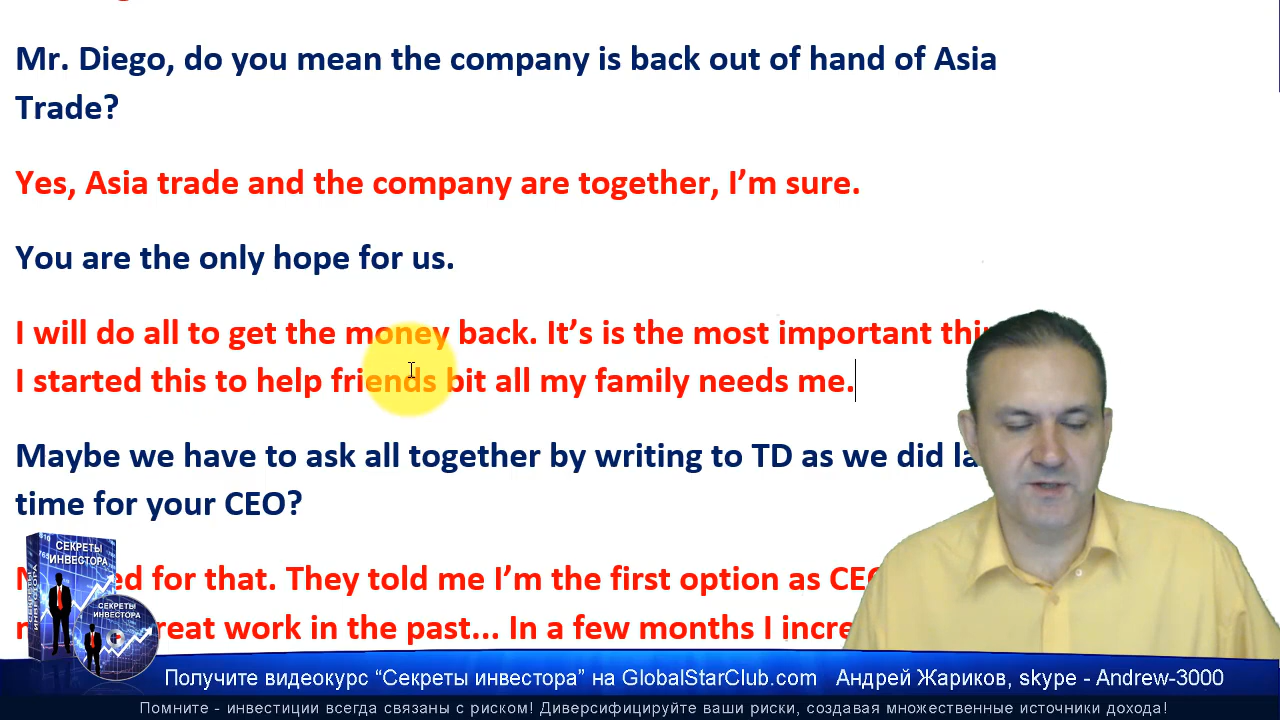 Mr. Diego, do you mean the company is back out of hand of Asia
Trade?
Yes, Asia trade and the company are together, I’m sure.
You are the only hope for us.
I will do all to get the money back. It’s is the most important
I started this to help friends bit all my family needs me.
Maybe we have to ask all together by writing to TD as we did
time for your CEO?
for that. They told me I’m the first option as
work in the past... In a few months I
СЕКРЕТЫ
ИНВЕСТОРА
СЕКРЕТЫ
ИНВЕСТОРА
Получите видеокурс “Секреты инвестора” на GlobalStarClub.com Андрей Жариков, skype - Andrew-3000
Помните - инвестиции всегда связаны с риском! Диверсифицируйте ваши риски, создавая множественные источники дохода!